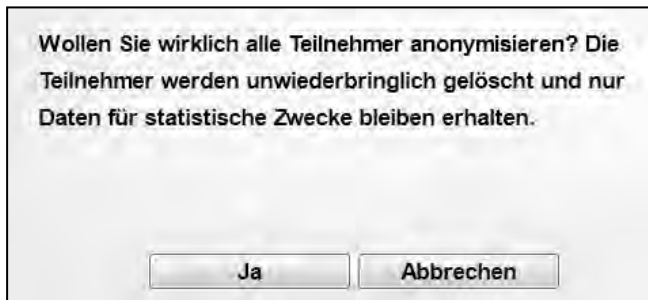 Wollen Sie wirklich alle Teilnehmer anonymisieren? Die
Teilnehmer werden unwiederbringlich gelöscht und nur
Daten für statistische Zwecke bleiben erhalten.
Ja Abbrechen